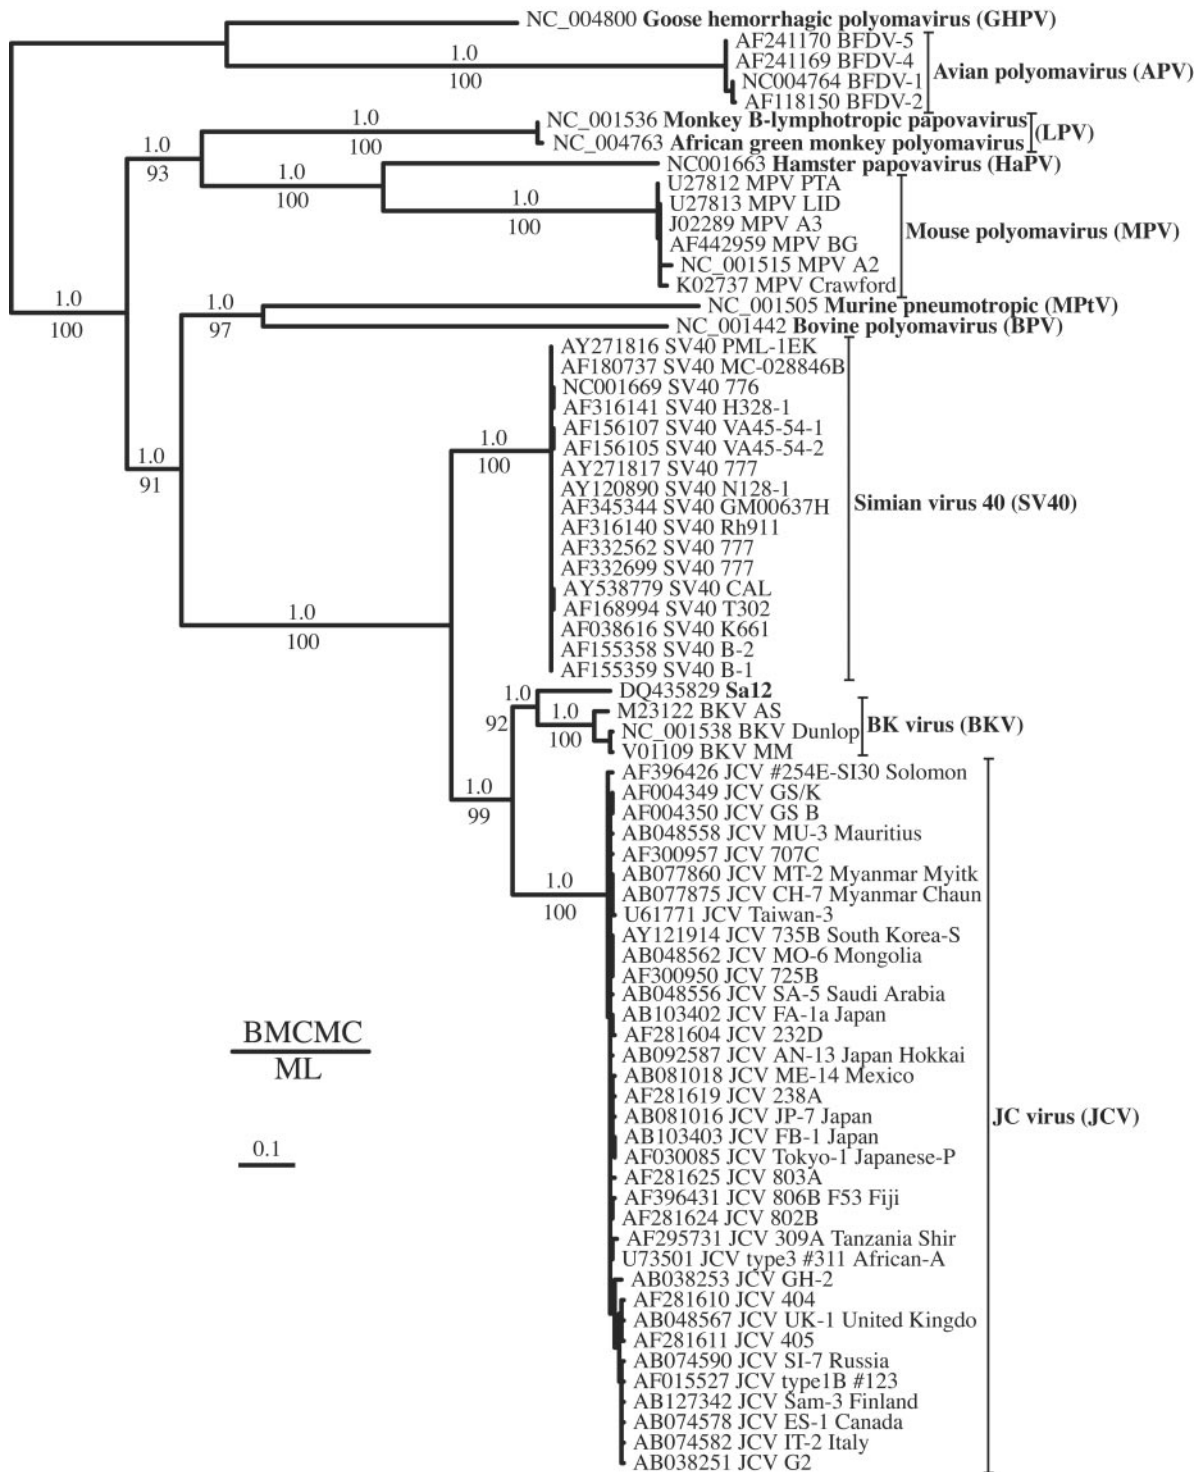 NC_004800 Goose hemorrhagic polyomavirus (GHPV)
AF241170 BFDV-5
1.0
AF241169 BFDV-4
Avian polyomavirus (APV)
100
NC004764 BFDV-1
AF118150 BFDV-2
1.0
NC_001536 Monkey B-lymphotropic papovavirus
(LPV)
1.0
100
NC_004763 African green monkey polyomavirus
93
1.0
NC001663 Hamster papovavirus (HaPV)
U27812 MPV PTA
100
1.0
U27813 MPV LID
100
J02289 MPV A3
Mouse polyomavirus (MPV)
AF442959 MPV BG
NC_001515 MPV A2
K02737 MPV Crawford
1.0
100
1.0
NC_001505 Murine pneumotropic (MPtV)
97
NC_001442 Bovine polyomavirus (BPV)
AY271816 SV40 PML-1EK
AF180737 SV40 MC-028846B
NC001669 SV40 776
AF316141 SV40 H328-1
AF156107 SV40 VA45-54-1
1.0
AF156105 SV40 VA45-54-2
100
1.0
91
AY271817 SV40 777
AY120890 SV40 N128-1
AF345344 SV40 GM00637H
Simian virus 40 (SV40)
AF316140 SV40 Rh911
AF332562 SV40 777
AF332699 SV40 777
AY538779 SV40 CAL
1.0
AF168994 SV40 T302
100
AF038616 SV40 K661
AF155358 SV40 B-2
AF155359 SV40 B-1
1.0
DQ435829 Sa12
92
1.0
M23122 BKV AS
100
NC_001538 BKV Dunlop
BK virus (BKV)
V01109 BKV MM
1.0
99
AF396426 JCV #254E-SI30 Solomon
AF004349 JCV GS/K
AF004350 JCV GS B
AB048558 JCV MU-3 Mauritius
AF300957 JCV 707C
1.0
AB077860 JCV MT-2 Myanmar Myitk
100
AB077875 JCV CH-7 Myanmar Chaun
U61771 JCV Taiwan-3
AY121914 JCV 735B South Korea-S
AB048562 JCV MO-6 Mongolia
AF300950 JCV 725B
AB048556 JCV SA-5 Saudi Arabia
AB103402 JCV FA-1a Japan
BMCMC
ML
AF281604 JCV 232D
AB092587 JCV AN-13 Japan Hokkai
AB081018 JCV ME-14 Mexico
AF281619 JCV 238A
AB081016 JCV JP-7 Japan
JC virus (JCV)
AB103403 JCV FB-1 Japan
0.1
AF030085 JCV Tokyo-1 Japanese-P
AF281625 JCV 803A
AF396431 JCV 806B F53 Fiji
AF281624 JCV 802B
AF295731 JCV 309A Tanzania Shir
U73501 JCV type3 #311 African-A
AB038253 JCV GH-2
AF281610 JCV 404
AB048567 JCV UK-1 United Kingdo
AF281611 JCV 405
AB074590 JCV SI-7 Russia
AF015527 JCV type1B #123
AB127342 JCV Sam-3 Finland
AB074578 JCV ES-1 Canada
AB074582 JCV IT-2 Italy
AB038251 JCV G2